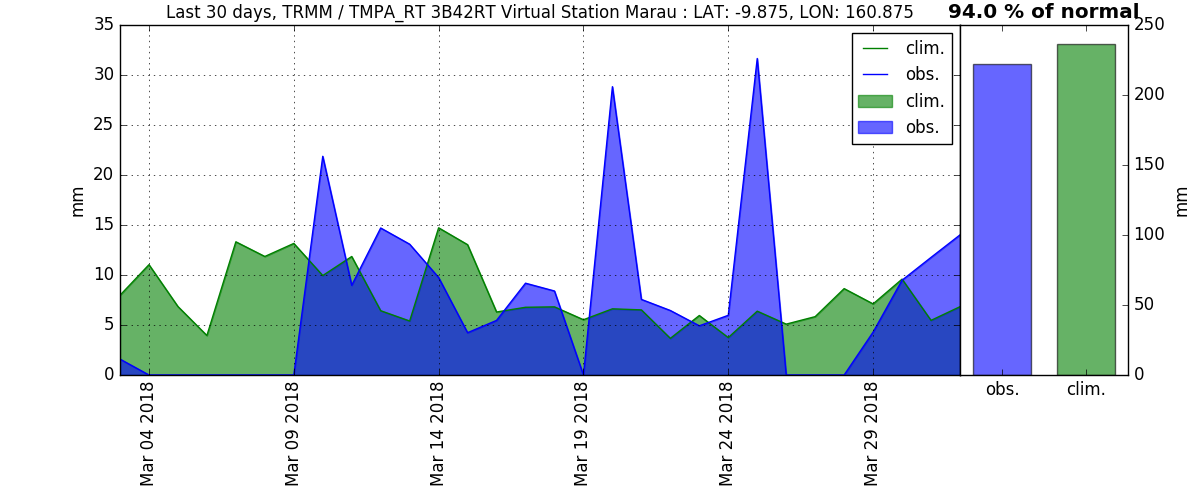 Last 30 days, TRMM / TMPA_RT 3B42RT Virtual Station Marau : LAT: -9.875, LON: 160.875
94.0 % of normal
35
30
25
20
15
10
5
0
mm
clim.
obs.
clim.
obs.
Mar 04 2018
Mar 09 2018
Mar 14 2018
Mar 19 2018
Mar 24 2018
Mar 29 2018
250
200
150
100
50
0
mm
obs.
clim.